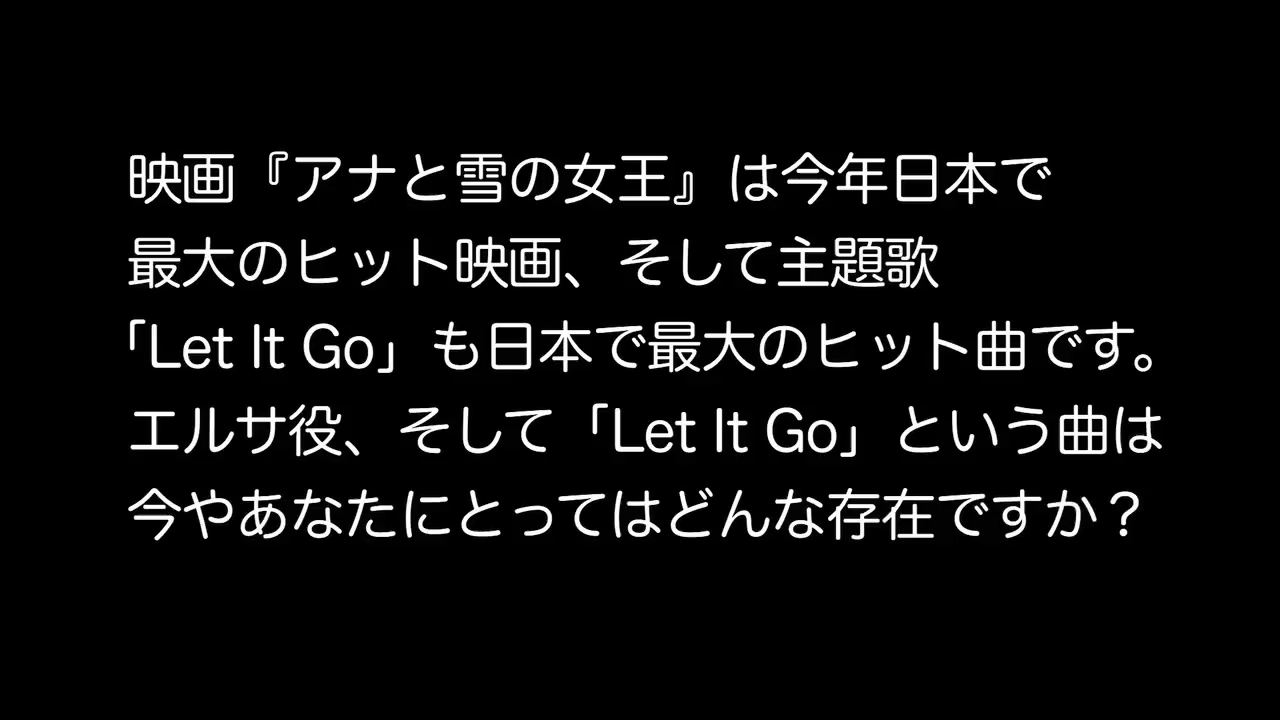 映画『アナと雪の女王』は今年日本で
最大のヒット映画、そして主題歌
「Let It Go」も日本で最大のヒット曲です。
エルサ役、そして「Let It Go」という曲は
今やあなたにとってはどんな存在ですか？